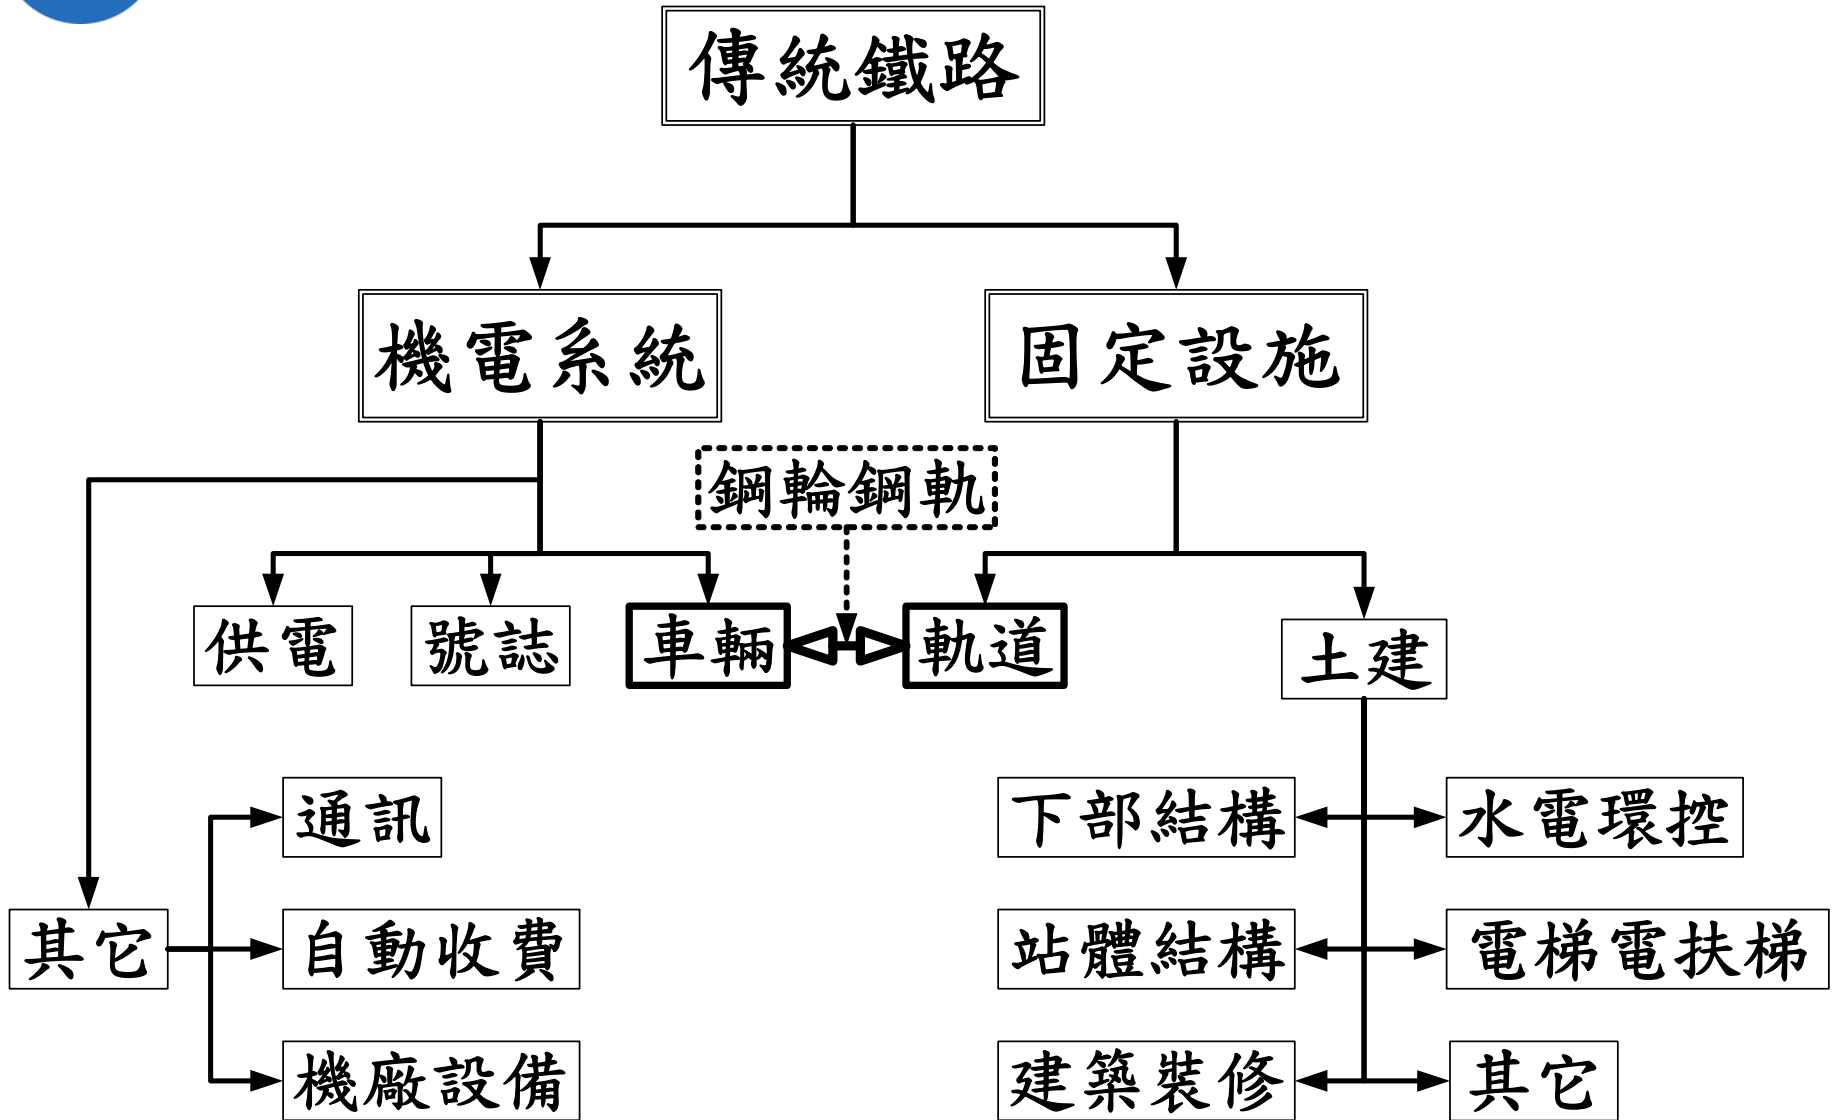 傳統鐵路
機電系統
固定設施
鋼輪鋼軌
供電
號誌
車輛
軌道
土建
通訊
下部結構
水電環控
其它
自動收費
站體結構
電梯電扶梯
機廠設備
建築裝修
其它